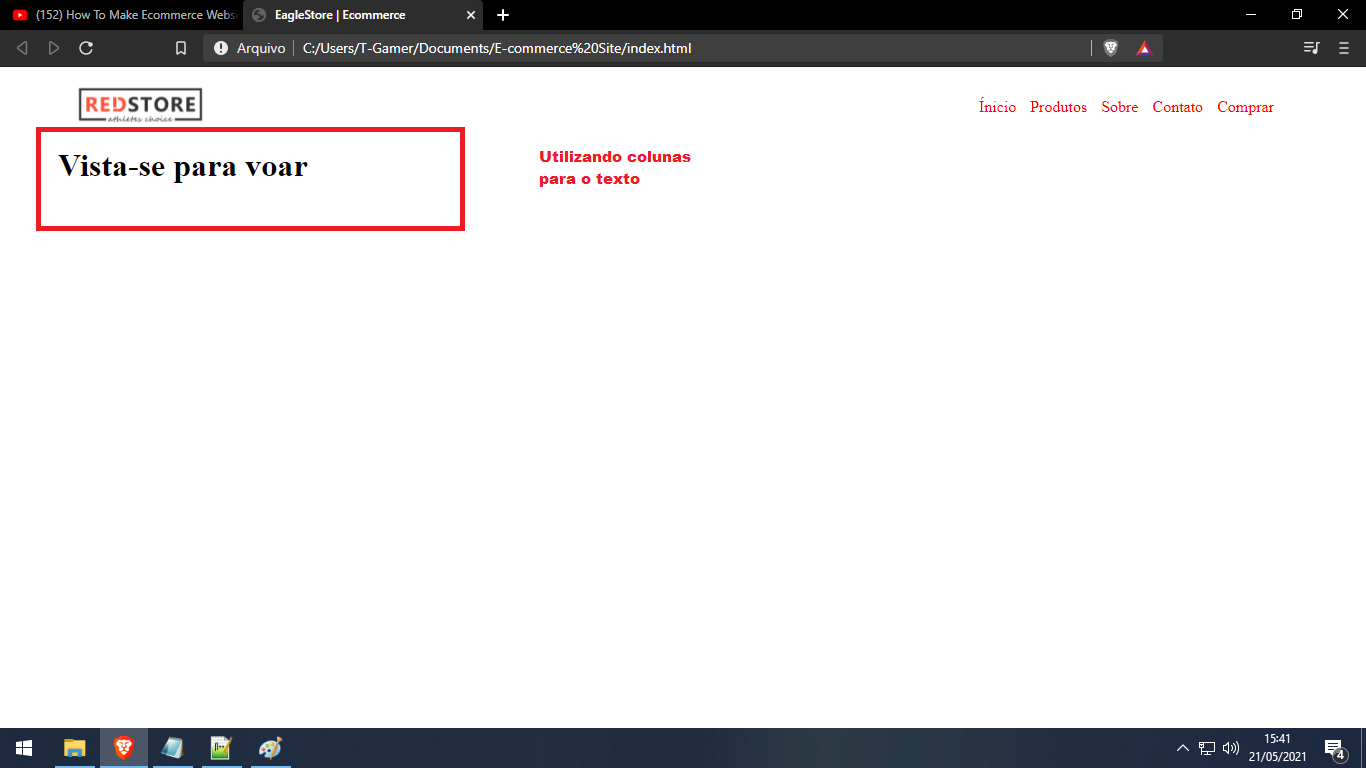 (152) How To Make Ecommerce Websi
EagleStore | Ecommerce
Arquivo
C:/Users/T-Gamer/Documents/E-commerce%20Site/index.html
REDSTORE
athletes choice
Ínicio Produtos Sobre Contato Comprar
Vista-se para voar
Utilizando colunas
para o texto
15:41
21/05/2021
4